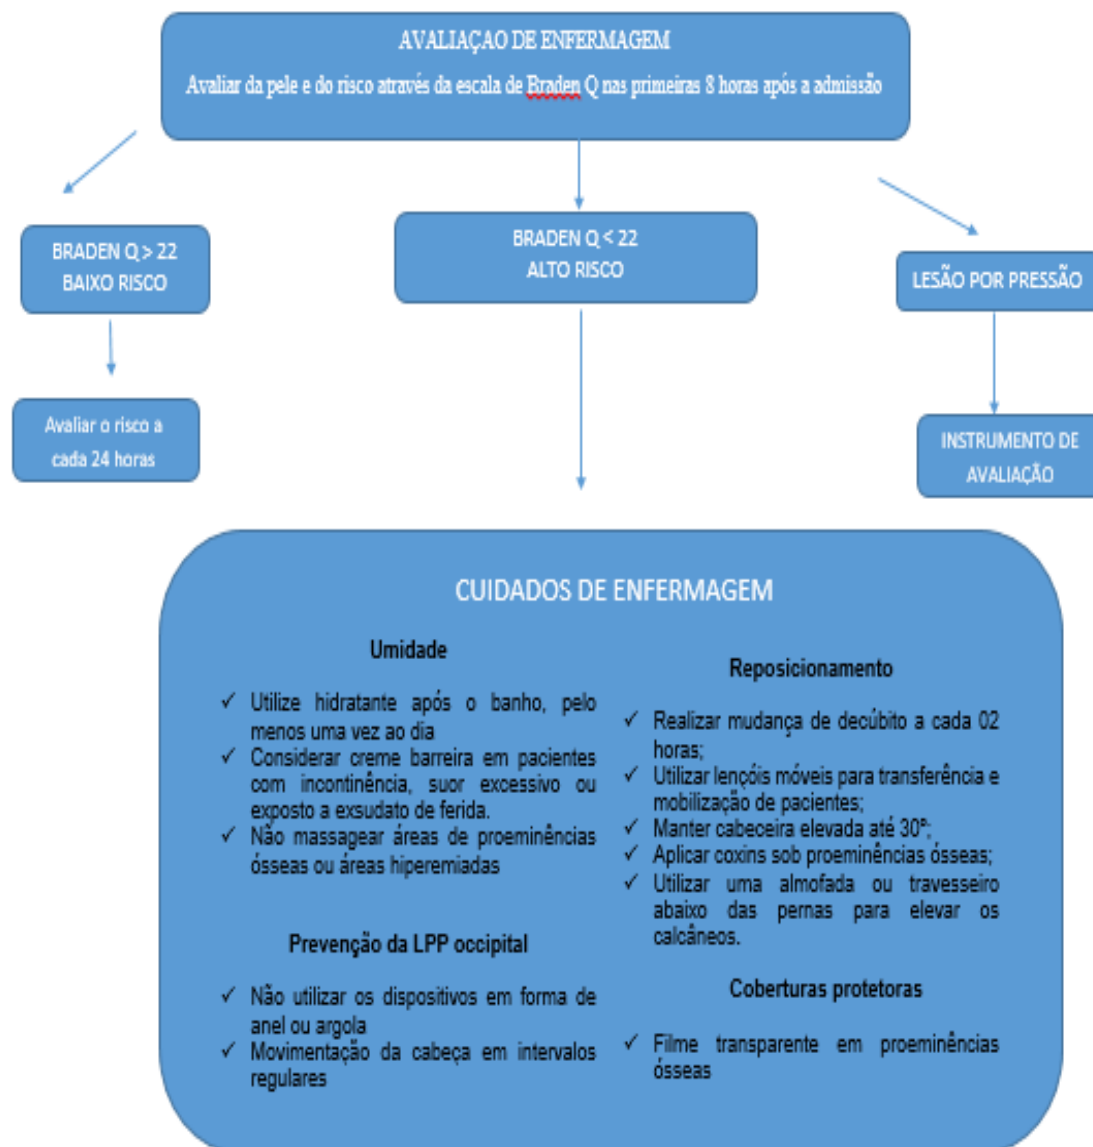 AVALIAÇAO DE ENFERMAGEM
Avaliar da pele e do risco através da escala de Braden Q nas primeiras 8 horas após a admissão
BRADEN Q > 22
BAIXO RISCO
BRADEN Q < 22
ALTO RISCO
LESÃO POR PRESSÃO
Avaliar o risco a
cada 24 horas
INSTRUMENTO DE
AVALIAÇÃO
CUIDADOS DE ENFERMAGEM
Umidade
✓ Utilize hidratante após o banho, pelo
menos uma vez ao dia
✓ Considerar creme barreira em pacientes
com incontinência, suor excessivo ou
exposto a exsudato de ferida.
✓ Não massagear áreas de proeminências
ósseas ou áreas hiperemiadas
Prevenção da LPP occipital
✓ Não utilizar os dispositivos em forma de
anel ou argola
✓ Movimentação da cabeça em intervalos
regulares
Reposicionamento
✓ Realizar mudança de decúbito a cada 02
horas;
✓ Utilizar lençóis móveis para transferência e
mobilização de pacientes;
✓ Manter cabeceira elevada até 30º;
✓ Aplicar coxins sob proeminências ósseas;
✓ Utilizar uma almofada ou travesseiro
abaixo das pernas para elevar os
calcâneos.
Coberturas protetoras
✓ Filme transparente em proeminências
ósseas